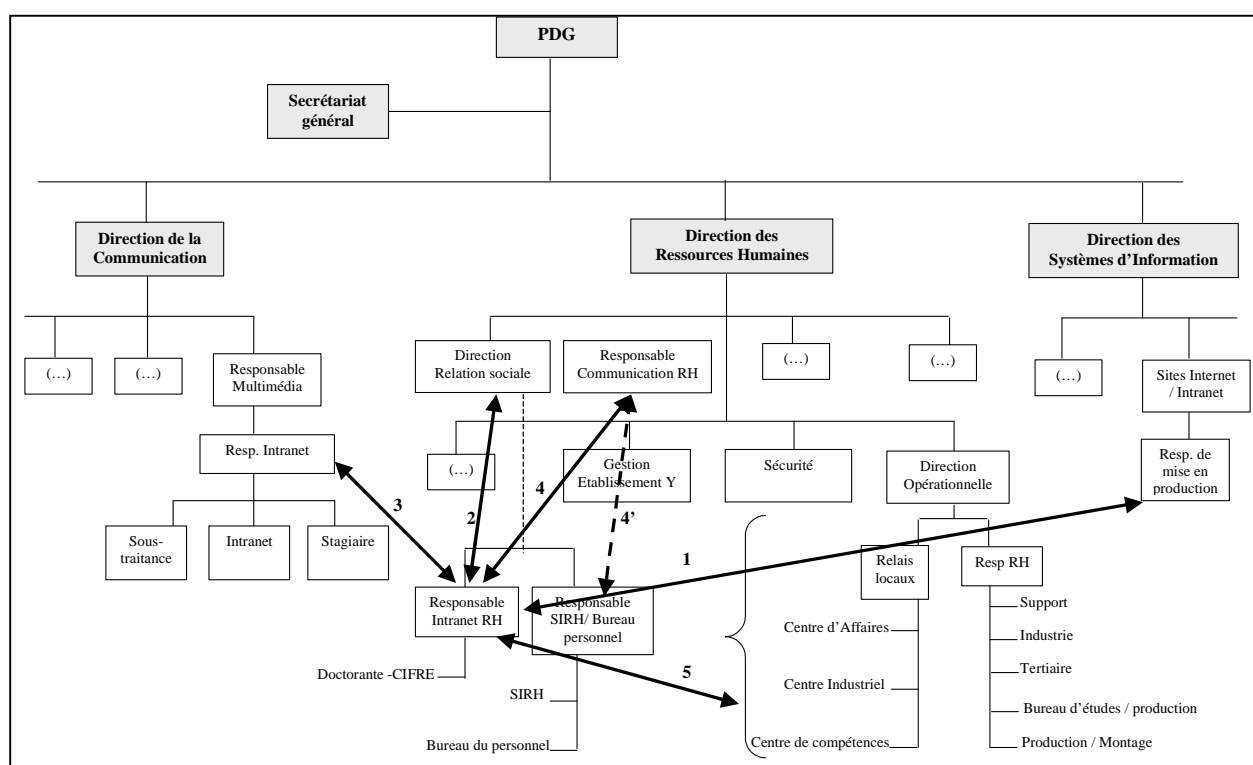 PDG
Secrétariat
général
Direction de la
Communication
Direction des
Ressources Humaines
Direction des
Systèmes d’Information
(…)
(…)
Responsable
Multimédia
Direction
Relation sociale
Responsable
Communication RH
(…)
(…)
(…)
Sites Internet
/ Intranet
Resp. Intranet
(…)
Gestion
Etablissement Y
Sécurité
Direction
Opérationnelle
Resp. de
mise en
production
3
2
4
4’
1
Sous-
traitance
Intranet
Stagiaire
Relais
locaux
Resp RH
Responsable
Intranet RH
Responsable
SIRH/ Bureau
personnel
Support
Centre d’Affaires
Industrie
Doctorante -CIFRE
5
Tertiaire
SIRH
Centre Industriel
Bureau d’études / production
Bureau du personnel
Centre de compétences
Production / Montage